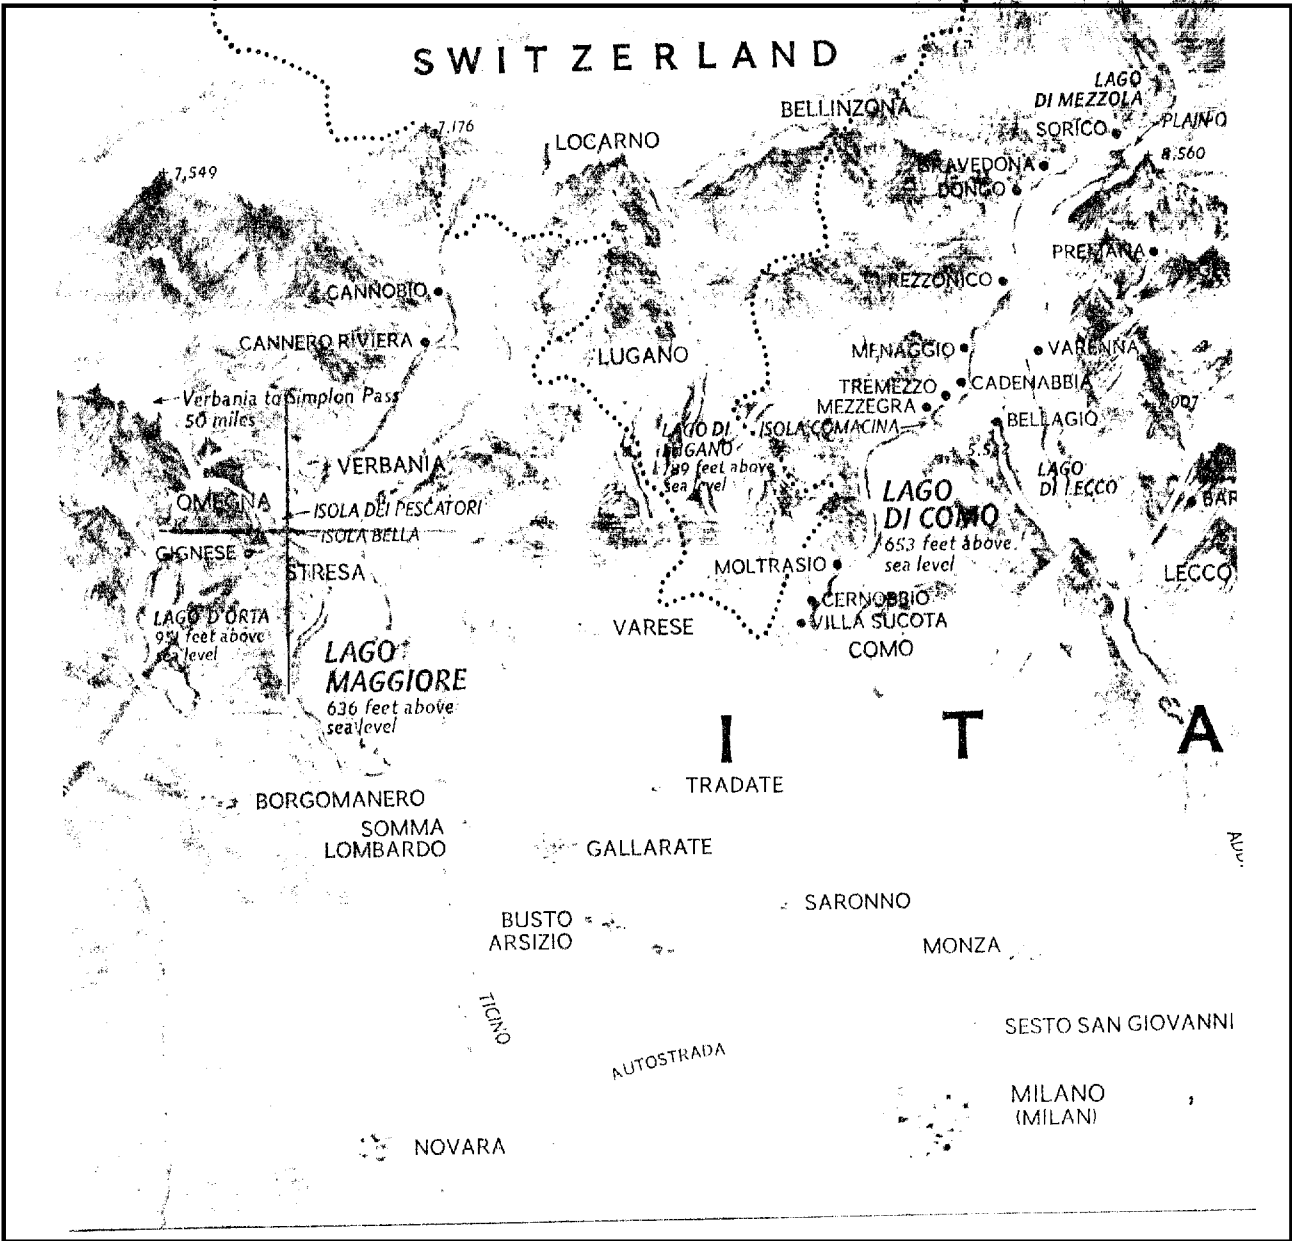 SWITZERLAND
LAGO
DI MEZZOLA
BELLINZONA
7,176
SORICO
PLAIN O
LOCARNO
8,560
7,549
GRAVEDONA
DONGO
PREMANA
REZZONICO
CANNOBIO
CANNERO RIVIERA
LUGANO
MENAGGIO
VARENNA
TREMEZZO
CADENABBIA
Verbania to Simplon Pass
50 miles
MEZZEGRA
LAGO DI
LUGANO
789 feet above
sea level
ISOLA COMACINA
BELLAGIO
VERBANIA
LAGO
DI LECCO
OMEGNA
ISOLA DEI PESCATORI
LAGO
DI COMO
653 feet above
sea level
BAR
ISOLA BELLA
GIGNESE
STRESA
MOLTRASIO
LECCO
CERNOBBIO
LAGO D'ORTA
951 feet above
sea level
VARESE
VILLA SUCOTA
COMO
LAGO
MAGGIORE
636 feet above
sea level
I T A
TRADATE
BORGOMANERO
SOMMA
LOMBARDO
GALLARATE
SARONNO
BUSTO
ARSIZIO
MONZA
TICINO
SESTO SAN GIOVANNI
AUTOSTRADA
MILANO
(MILAN)
NOVARA